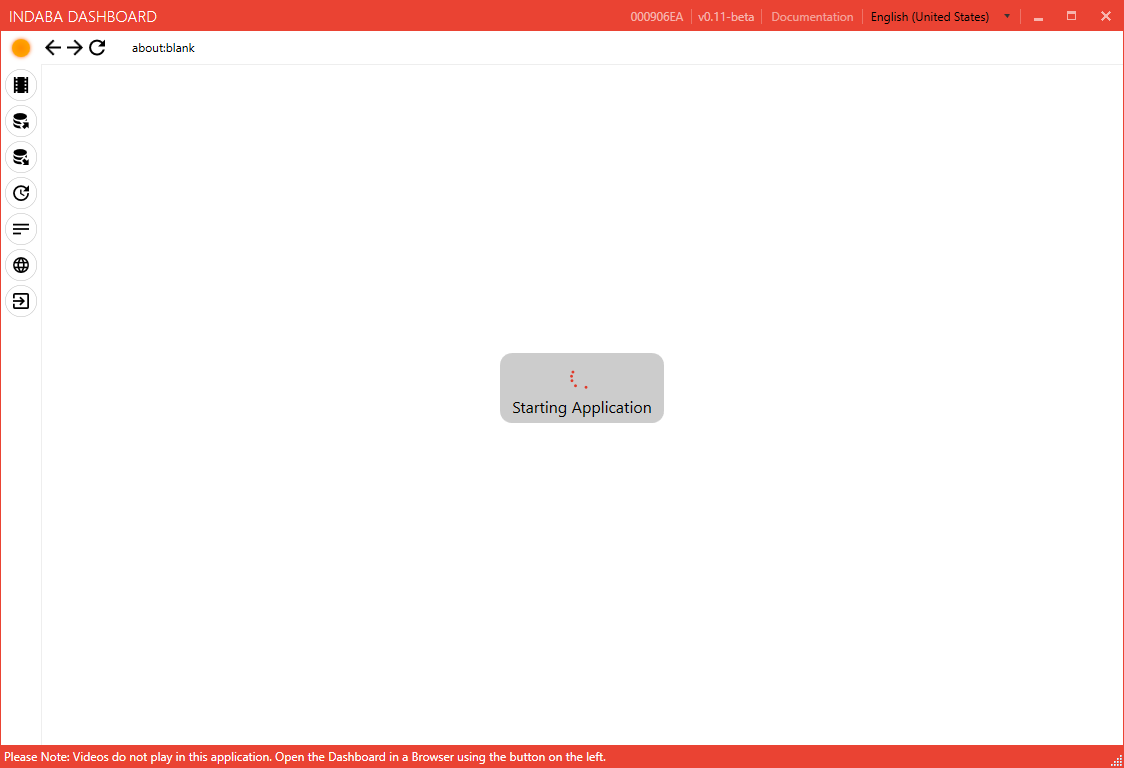 INDABA DASHBOARD
000906EA
v0.11-beta
Documentation
English (United States)
about:blank
Starting Application
Please Note: Videos do not play in this application. Open the Dashboard in a Browser using the button on the left.